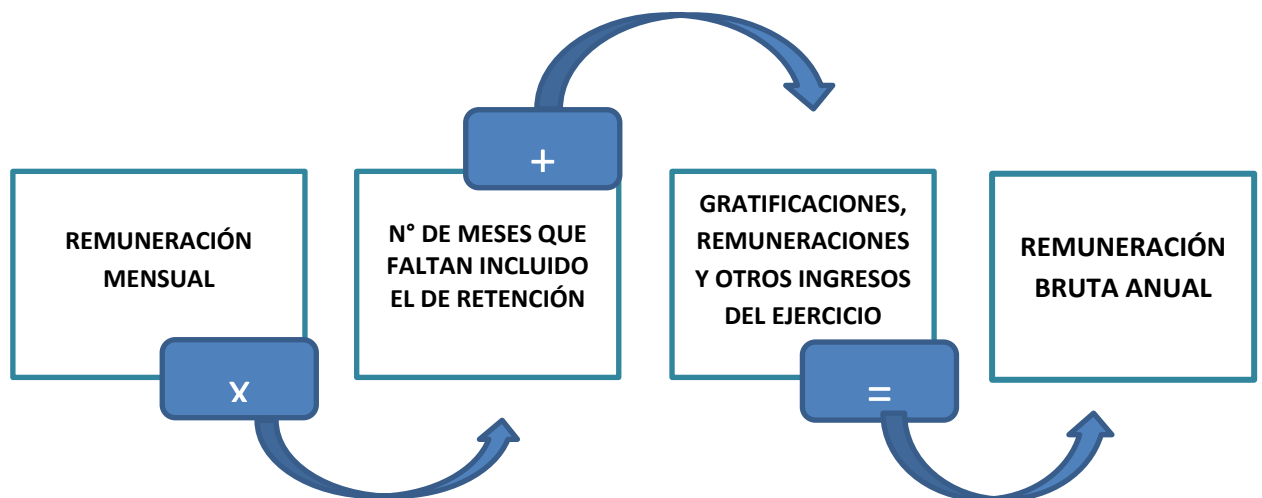 REMUNERACIÓN
MENSUAL
x
N° DE MESES QUE
FALTAN INCLUIDO
EL DE RETENCIÓN
+
GRATIFICACIONES,
REMUNERACIONES
Y OTROS INGRESOS
DEL EJERCICIO
=
REMUNERACIÓN
BRUTA ANUAL